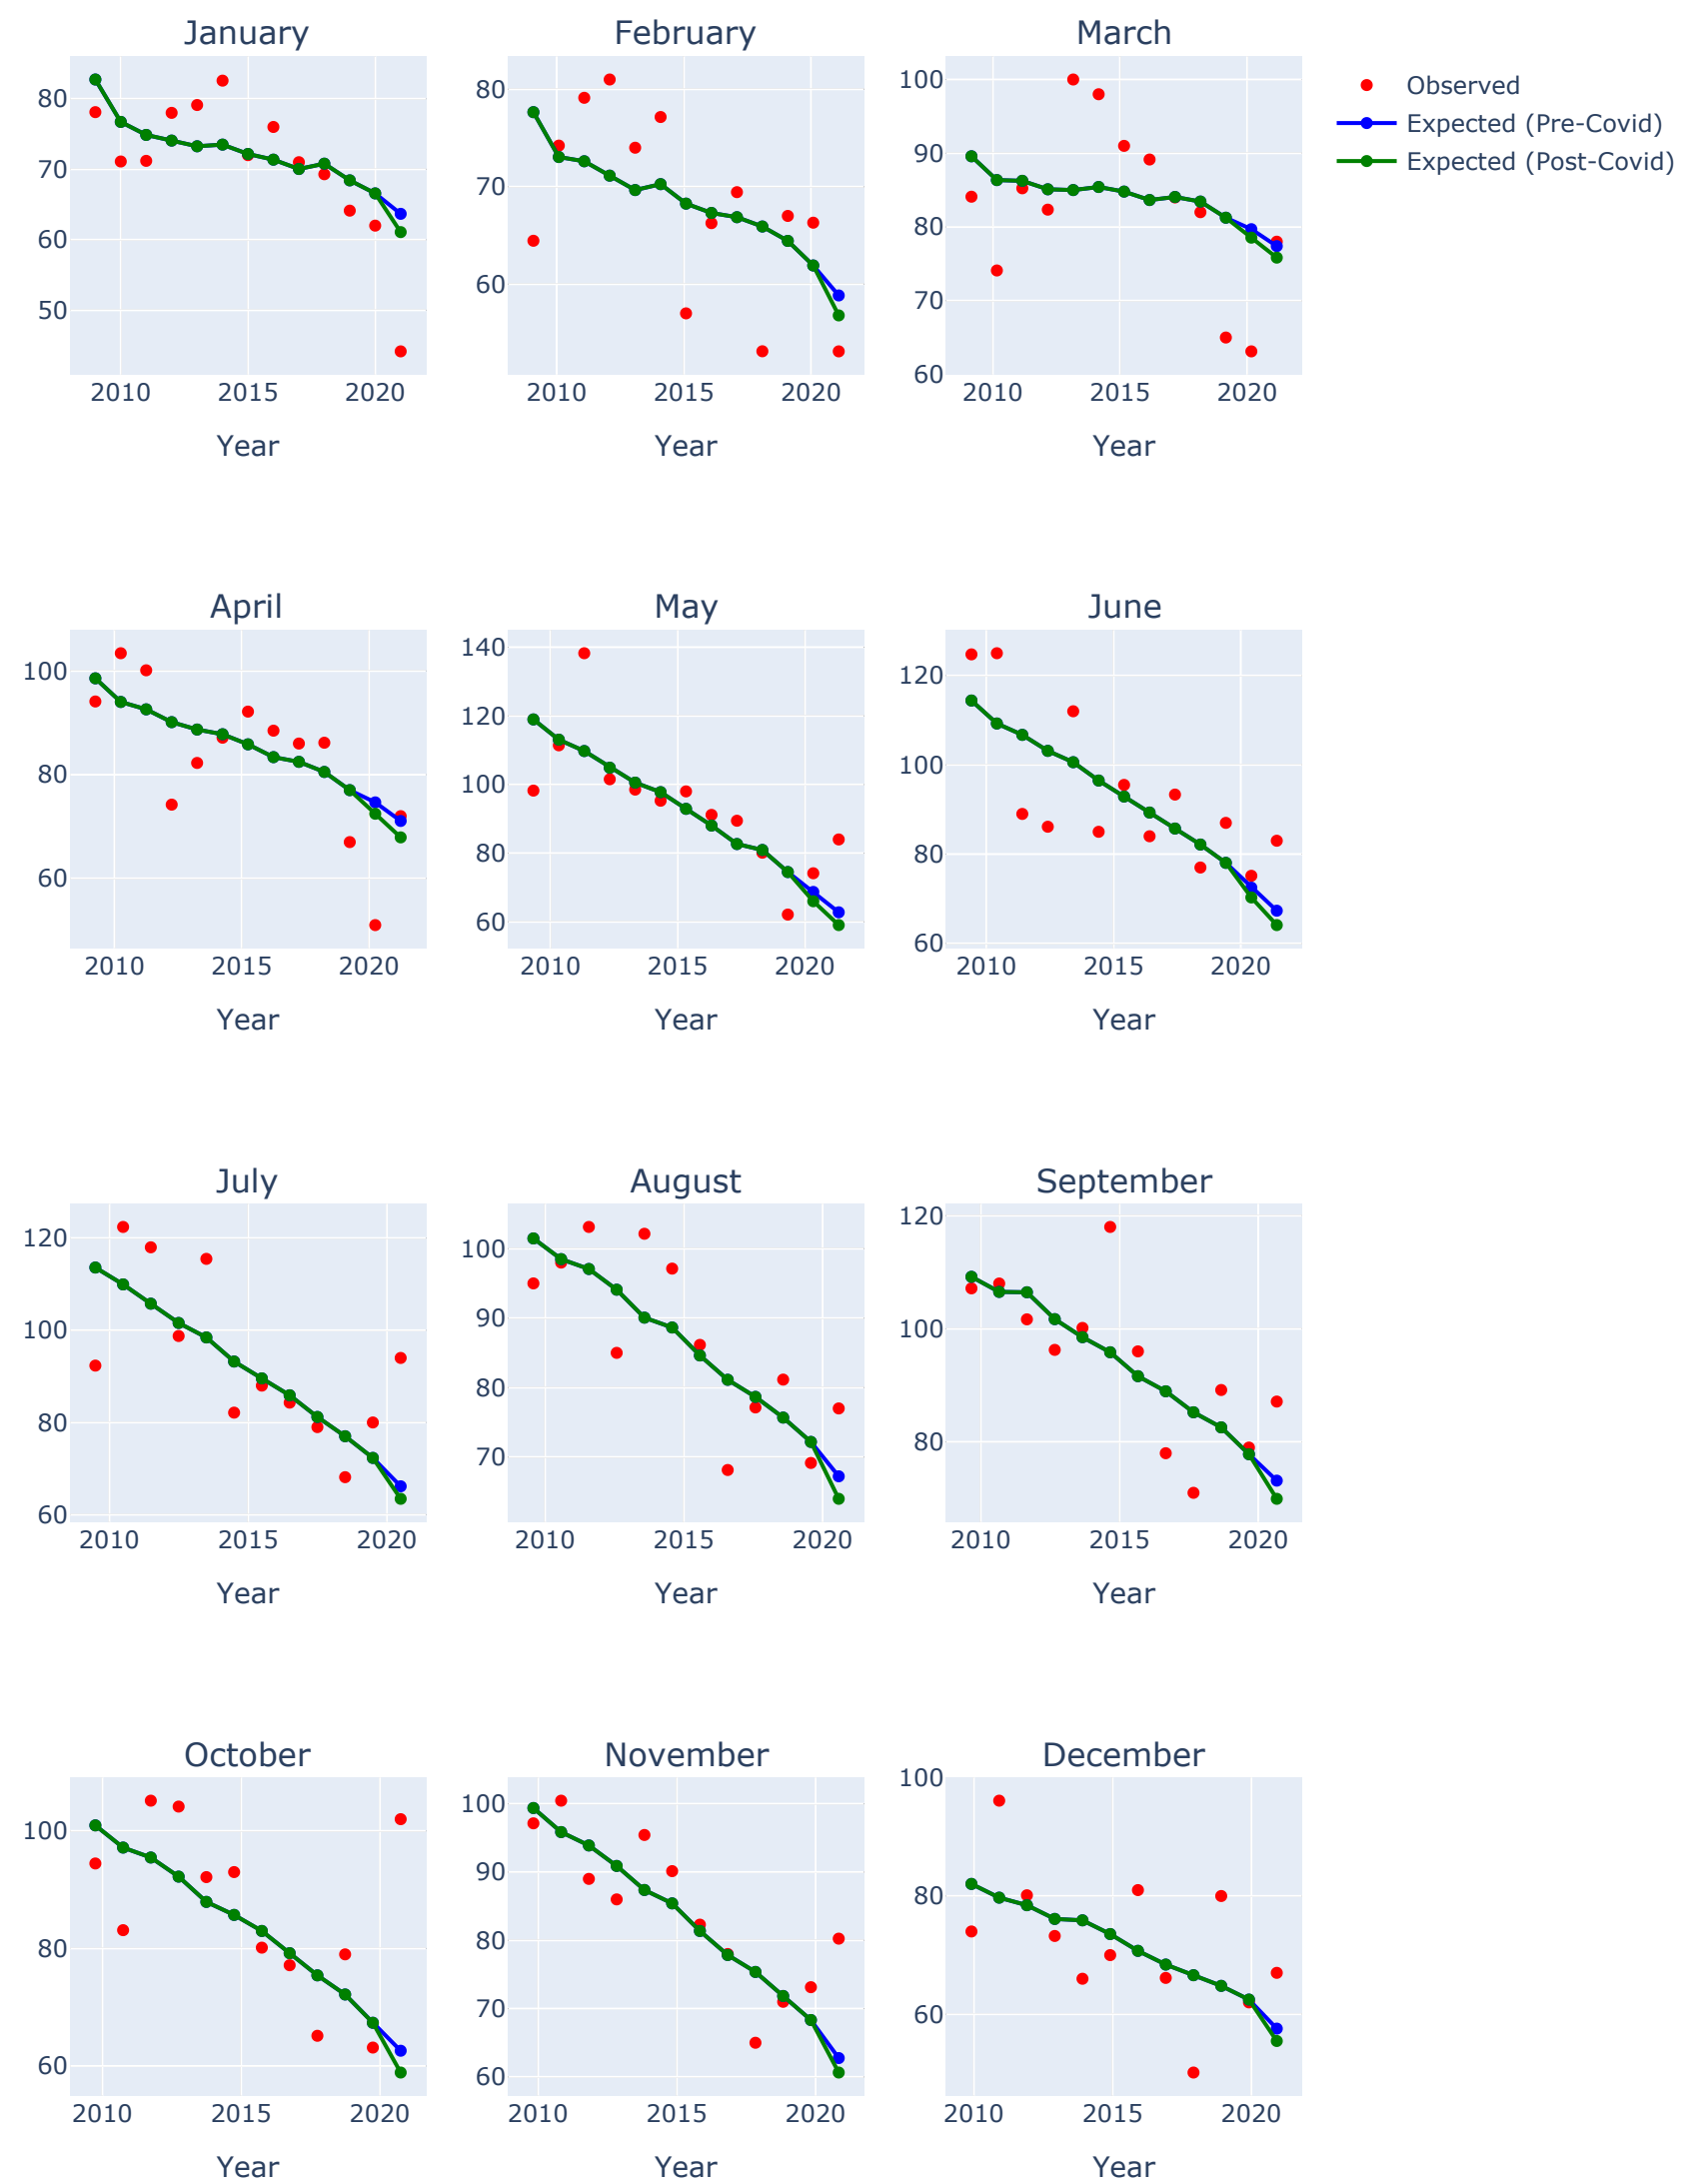 January
February
March
80
70
60
50
2010 2015 2020
Year
80
70
60
2010 2015 2020
Year
100
90
80
70
60
2010 2015 2020
Year
Observed
Expected (Pre-Covid)
Expected (Post-Covid)
April
May
June
100
80
60
2010 2015 2020
Year
140
120
100
80
60
2010 2015 2020
Year
120
100
80
60
2010 2015 2020
Year
July
August
September
120
100
80
60
2010 2015 2020
Year
100
90
80
70
2010 2015 2020
Year
120
100
80
2010 2015 2020
Year
October
November
December
100
80
60
2010 2015 2020
Year
100
90
80
70
60
2010 2015 2020
Year
100
80
60
2010 2015 2020
Year